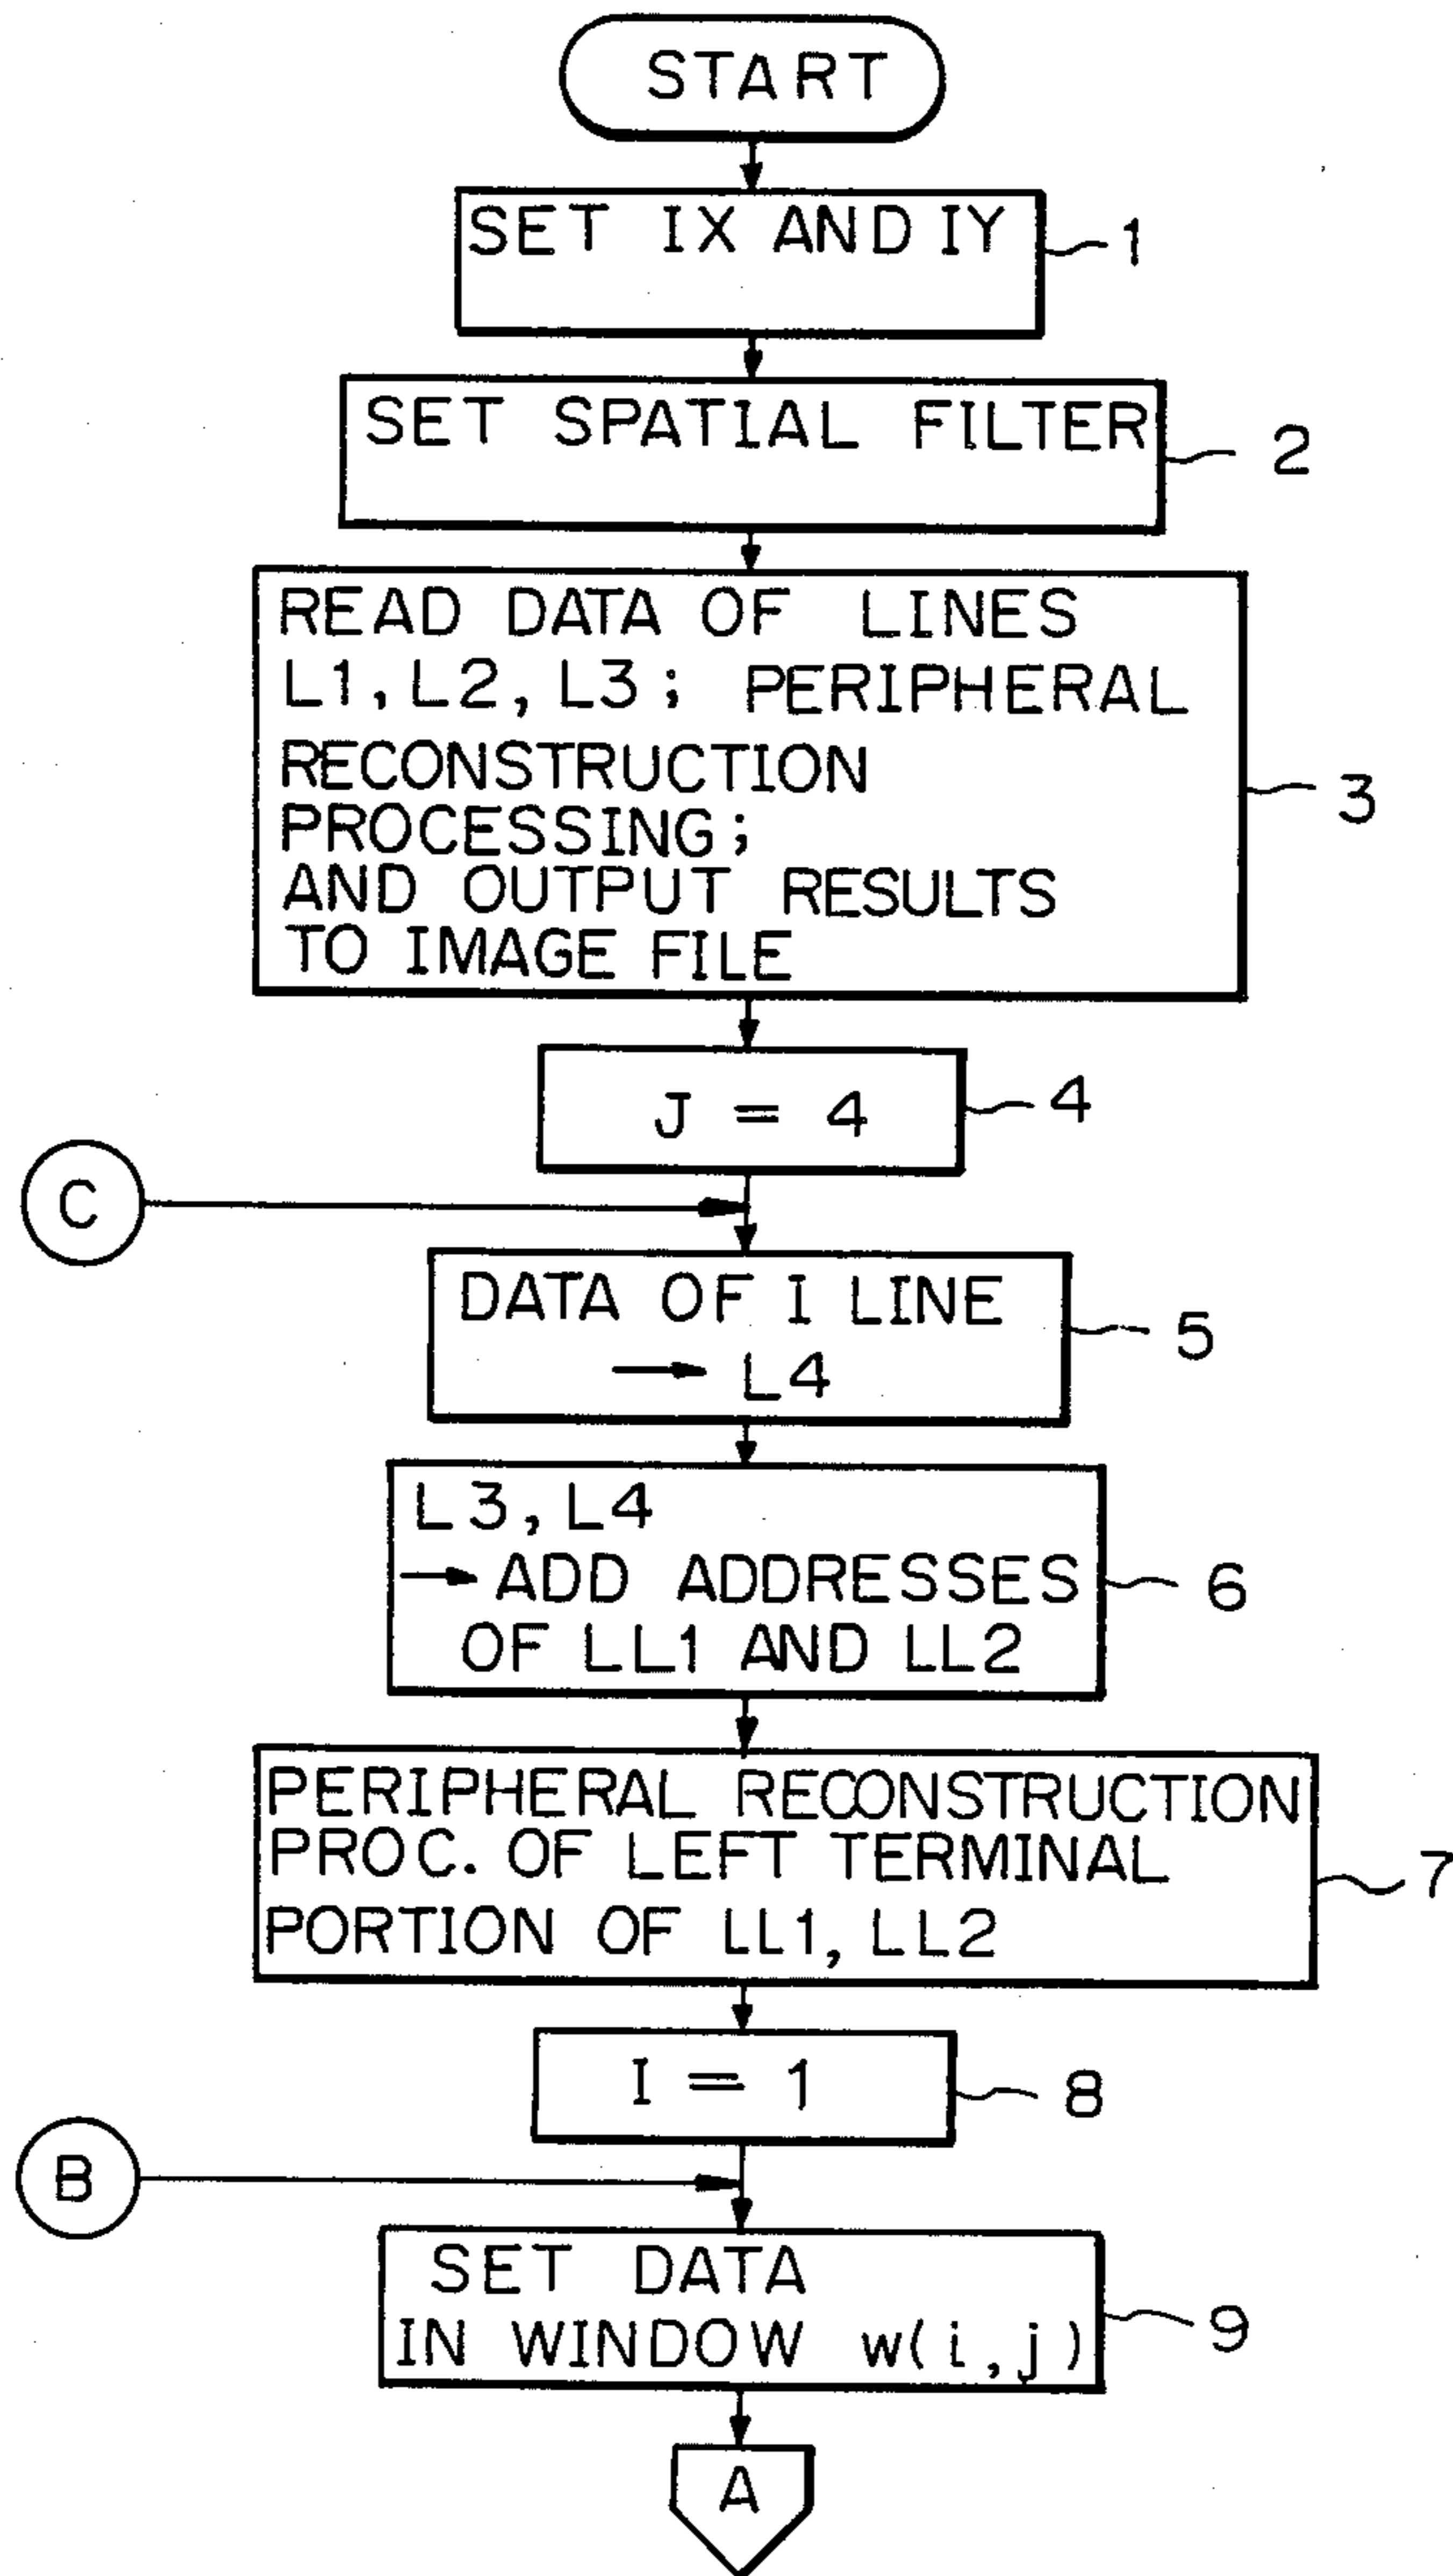 START
SET IX AND IY
1
SET SPATIAL FILTER
2
READ DATA OF LINES
L1, L2, L3; PERIPHERAL
RECONSTRUCTION
PROCESSING;
AND OUTPUT RESULTS
TO IMAGE FILE
3
J = 4
4
C
DATA OF I LINE
→ L4
5
L3, L4
→ ADD ADDRESSES
OF LL1 AND LL2
6
PERIPHERAL RECONSTRUCTION
PROC. OF LEFT TERMINAL
PORTION OF LL1, LL2
7
I = 1
8
B
SET DATA
IN WINDOW w(i,j)
9
A